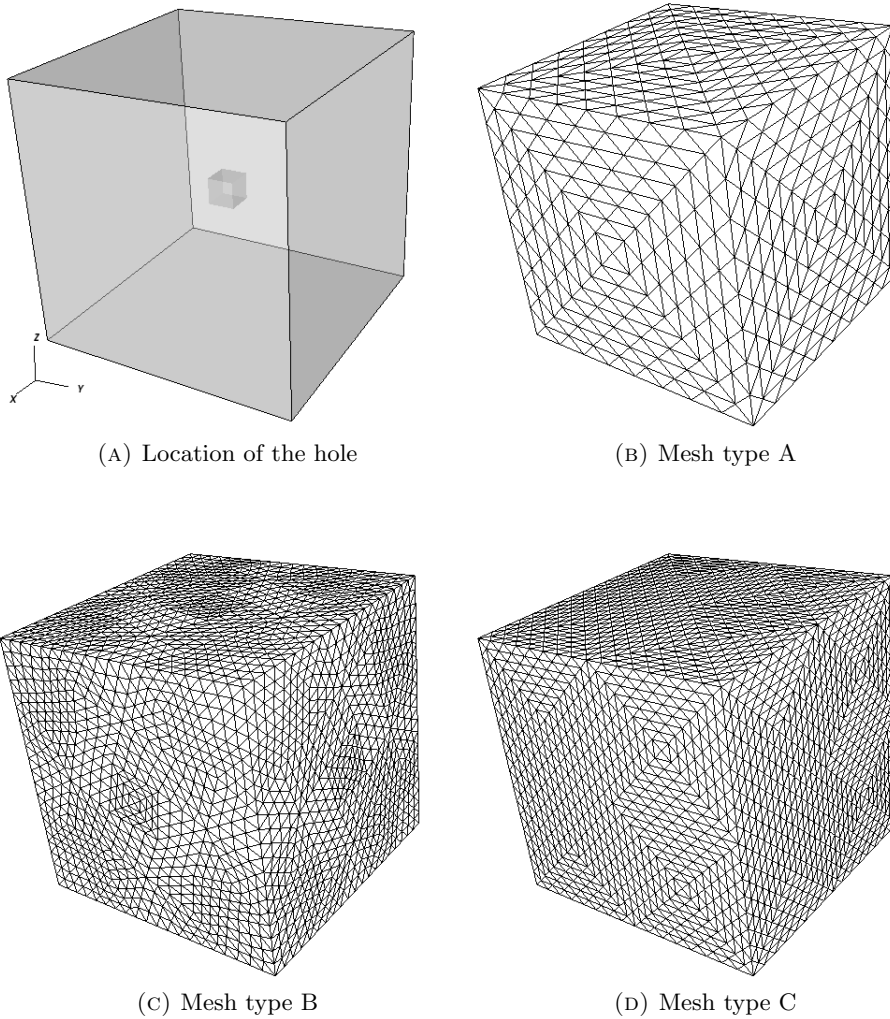 Z
X
Y
(A) Location of the hole
(B) Mesh type A
(C) Mesh type B
(D) Mesh type C